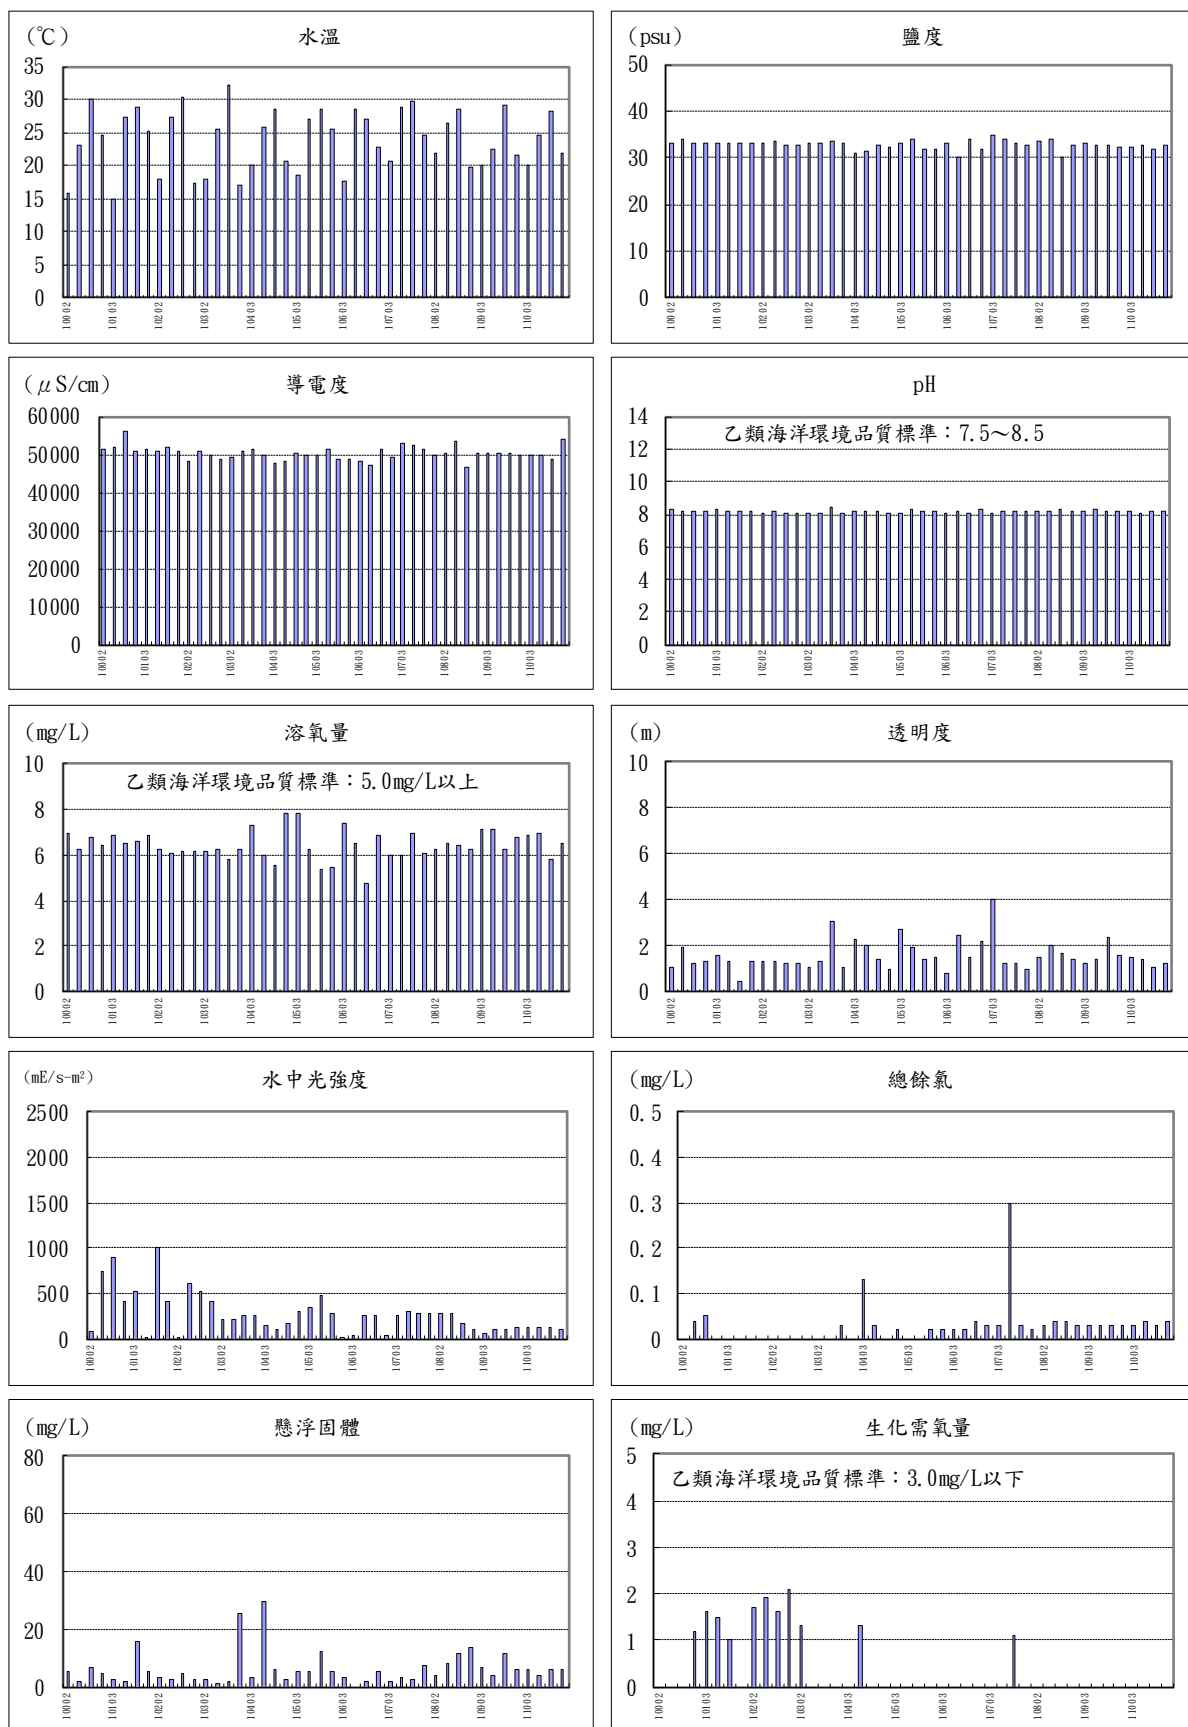 (℃) 水溫
35
30
25
20
15
10
5
0
10002 10103 10202 10302 10403 10503 10603 10703 10802 10903 11003
(psu) 鹽度
50
40
30
20
10
0
10002 10103 10202 10302 10403 10503 10603 10703 10802 10903 11003
(μS/cm) 導電度
60000
50000
40000
30000
20000
10000
0
10002 10103 10202 10302 10403 10503 10603 10703 10802 10903 11003
pH
乙類海洋環境品質標準：7.5～8.5
14
12
10
8
6
4
2
0
10002 10103 10202 10302 10403 10503 10603 10703 10802 10903 11003
(mg/L) 溶氧量
乙類海洋環境品質標準：5.0mg/L以上
10
8
6
4
2
0
10002 10103 10202 10302 10403 10503 10603 10703 10802 10903 11003
(m) 透明度
10
8
6
4
2
0
10002 10103 10202 10302 10403 10503 10603 10703 10802 10903 11003
(mE/s-m²) 水中光強度
2500
2000
1500
1000
500
0
10002 10103 10202 10302 10403 10503 10603 10703 10802 10903 11003
(mg/L) 總餘氯
0.5
0.4
0.3
0.2
0.1
0
10002 10103 10202 10302 10403 10503 10603 10703 10802 10903 11003
(mg/L) 懸浮固體
80
60
40
20
0
10002 10103 10202 10302 10403 10503 10603 10703 10802 10903 11003
(mg/L) 生化需氧量
乙類海洋環境品質標準：3.0mg/L以下
5
4
3
2
1
0
10002 10103 10202 10302 10403 10503 10603 10703 10802 10903 11003